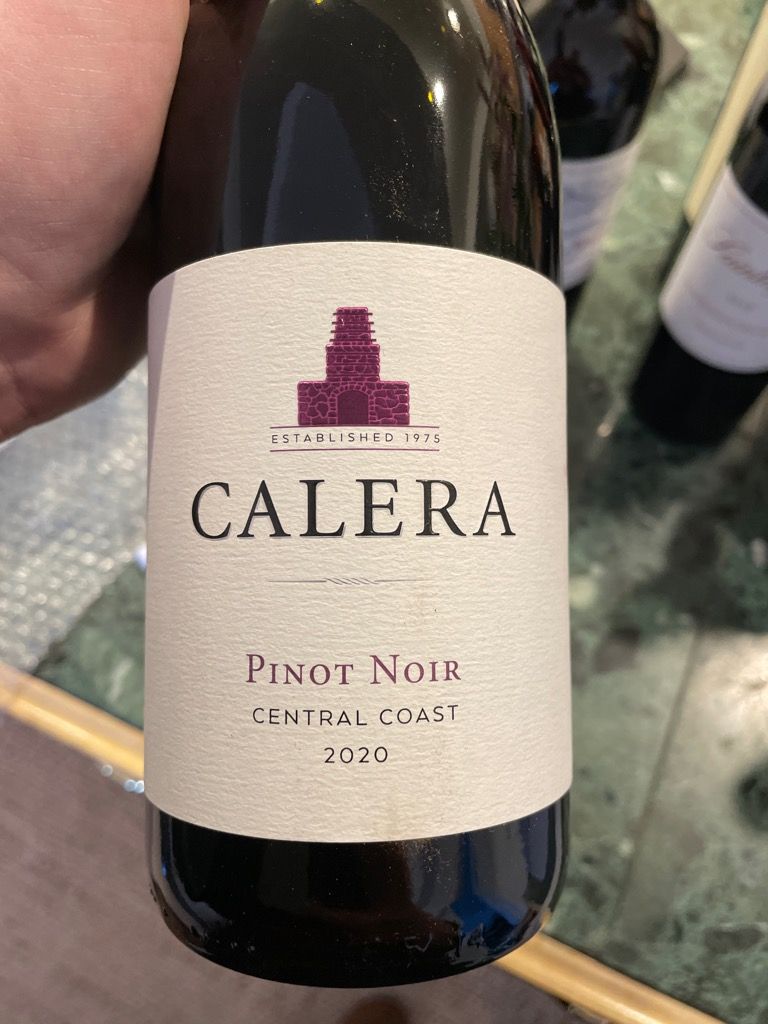 ESTABLISHED 1975
CALERA
PINOT NOIR
CENTRAL COAST
2020